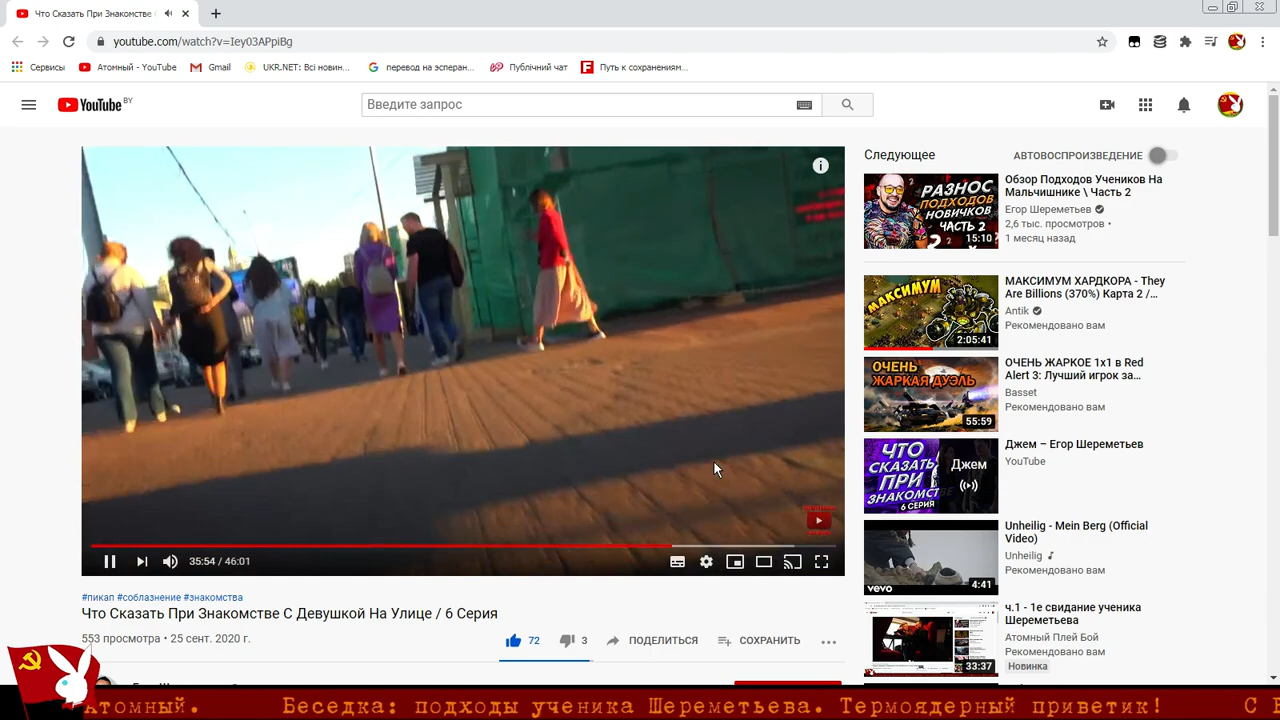 Что Сказать При Знакомстве
youtube.com/watch?v=Iey03APpiBg
Сервисы
Атомный - YouTube
Gmail
UKR.NET: Всі новин...
перевод на эсперан...
Публічний чат
Путь к сохранениям...
YouTube BY
Введите запрос
Следующее
АВТОВОСПРОИЗВЕДЕНИЕ
РАЗНОС
ПОДХОДОВ
НОВИЧКОВ
ЧАСТЬ 2
15:10
Обзор Подходов Учеников На
Мальчишнике \ Часть 2
Егор Шереметьев
2,6 тыс. просмотров •
1 месяц назад
МАКСИМУМ
2:05:41
МАКСИМУМ ХАРДКОРА - They
Are Billions (370%) Карта 2 /...
Antik
Рекомендовано вам
ОЧЕНЬ
ЖАРКАЯ ДУЭЛЬ
55:59
ОЧЕНЬ ЖАРКОЕ 1x1 в Red
Alert 3: Лучший игрок за...
Basset
Рекомендовано вам
ЧТО
СКАЗАТЬ
ПРИ
ЗНАКОМСТ
6 СЕРИЯ
Джем
Джем – Егор Шереметьев
YouTube
vevo
4:41
Unheilig - Mein Berg (Official
Video)
Unheilig
Рекомендовано вам
33:37
ч.1 - 1е свидание ученика
Шереметьева
Атомный Плей Бой
Рекомендовано вам
Новинка
35:54 / 46:01
#пикап #соблазнение #знакомства
Что Сказать При Знакомстве С Девушкой На Улице / 6 Серия
553 просмотра • 25 сент. 2020 г.
72
3
ПОДЕЛИТЬСЯ
СОХРАНИТЬ
Атомный. Беседка: подходы ученика Шереметьева. Термоядерный приветик! С